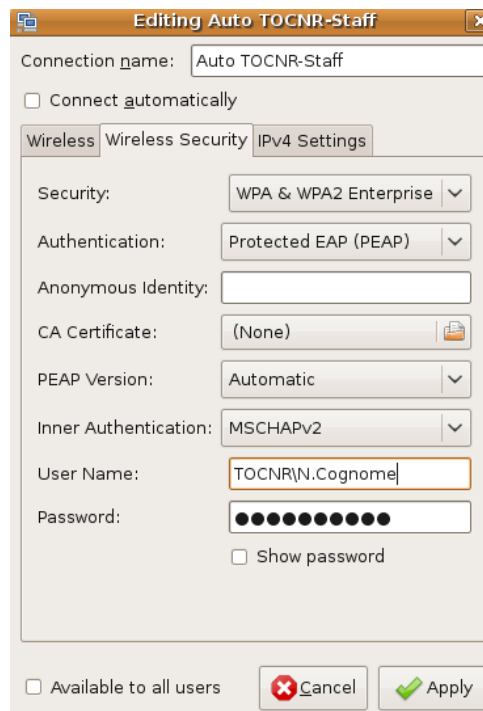 Editing Auto TOCNR-Staff
Connection name: Auto TOCNR-Staff
Connect automatically
Wireless Wireless Security IPv4 Settings
Security: WPA & WPA2 Enterprise
Authentication: Protected EAP (PEAP)
Anonymous Identity:
CA Certificate: (None)
PEAP Version: Automatic
Inner Authentication: MSCHAPv2
User Name: TOCNR\N.Cognome
Password: ●●●●●●●●●●
Show password
Available to all users Cancel Apply